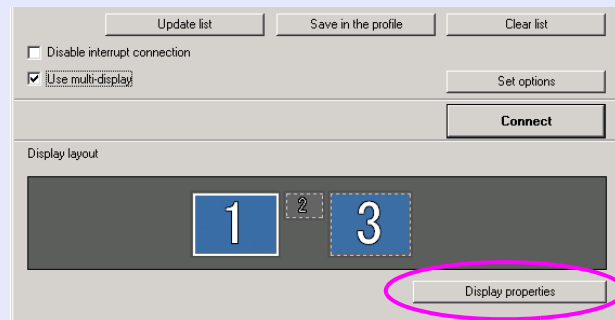 Update list Save in the profile Clear list
Disable interrupt connection
Use multi-display Set options
Connect
Display layout
1 2 3
Display properties